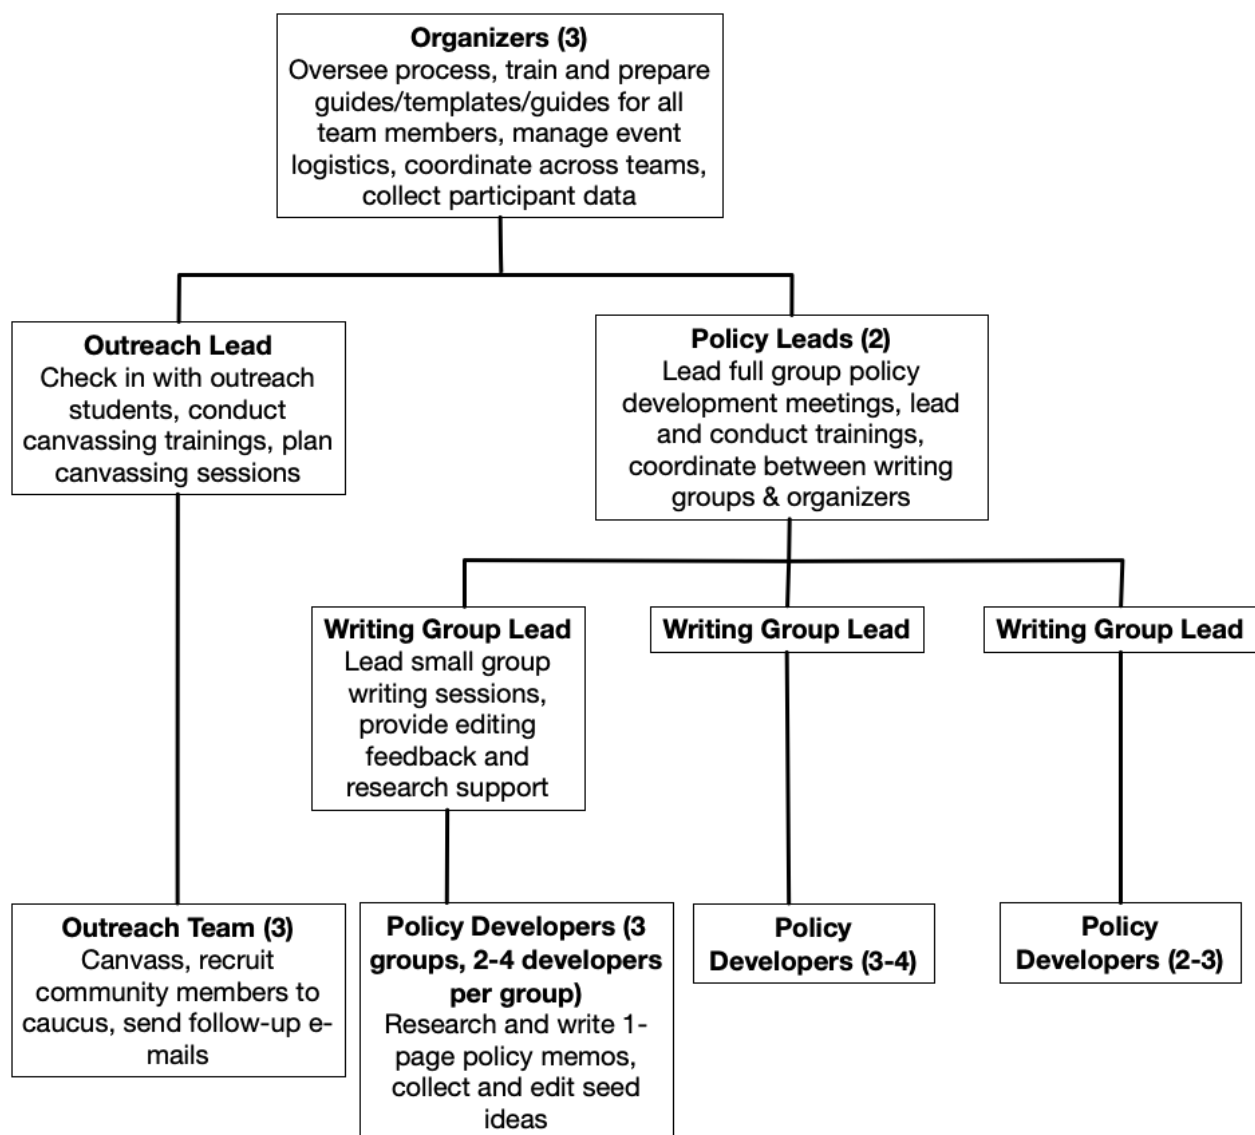 Organizers (3)
Oversee process, train and prepare
guides/templates/guides for all
team members, manage event
logistics, coordinate across teams,
collect participant data
Outreach Lead
Check in with outreach
students, conduct
canvassing trainings, plan
canvassing sessions
Policy Leads (2)
Lead full group policy
development meetings, lead
and conduct trainings,
coordinate between writing
groups & organizers
Writing Group Lead
Lead small group
writing sessions,
provide editing
feedback and
research support
Writing Group Lead
Writing Group Lead
Outreach Team (3)
Canvass, recruit
community members to
caucus, send follow-up e-
mails
Policy Developers (3
groups, 2-4 developers
per group)
Research and write 1-
page policy memos,
collect and edit seed
ideas
Policy
Developers (3-4)
Policy
Developers (2-3)